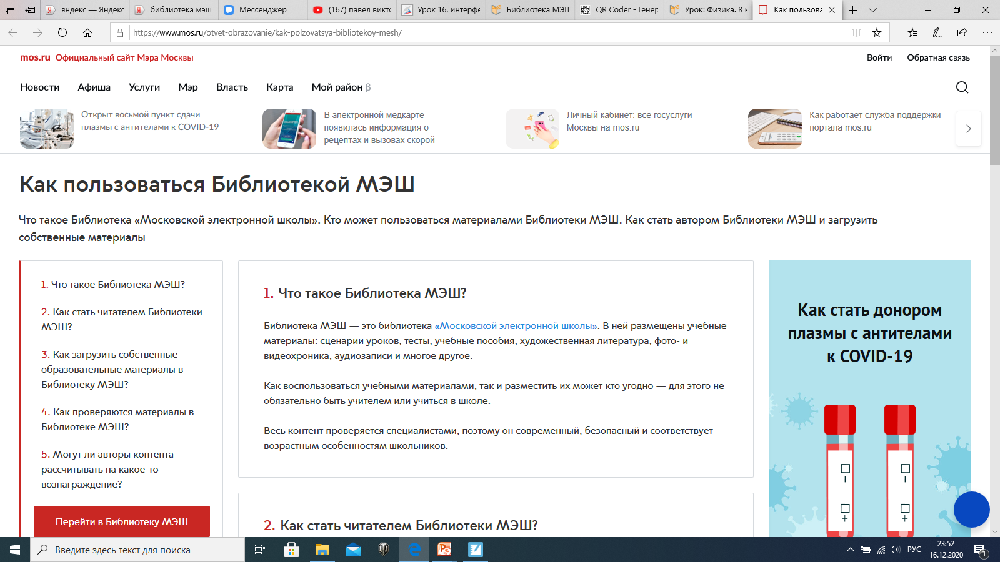 яндекс — Яндекс
библиотека мэш
Мессенджер
(167) павел викто
Урок 16. интерфе
Библиотека МЭШ
QR Coder - Генер
Урок: Физика. 8 к
Как пользова
https://www.mos.ru/otvet-obrazovanie/kak-polzovatsya-bibliotekoy-mesh/
mos.ru Официальный сайт Мэра Москвы
Войти
Обратная связь
Новости
Афиша
Услуги
Мэр
Власть
Карта
Мой район β
Открыт восьмой пункт сдачи
плазмы с антителами к COVID-19
В электронной медкарте
появилась информация о
рецептах и вызовах скорой
Личный кабинет: все госуслуги
Москвы на mos.ru
Как работает служба поддержки
портала mos.ru
Как пользоваться Библиотекой МЭШ
Что такое Библиотека «Московской электронной школы». Кто может пользоваться материалами Библиотеки МЭШ. Как стать автором Библиотеки МЭШ и загрузить
собственные материалы
1. Что такое Библиотека МЭШ?
2. Как стать читателем Библиотеки
МЭШ?
3. Как загрузить собственные
образовательные материалы в
Библиотеку МЭШ?
4. Как проверяются материалы в
Библиотеке МЭШ?
5. Могут ли авторы контента
рассчитывать на какое-то
вознаграждение?
Перейти в Библиотеку МЭШ
1. Что такое Библиотека МЭШ?
Библиотека МЭШ — это библиотека «Московской электронной школы». В ней размещены учебные
материалы: сценарии уроков, тесты, учебные пособия, художественная литература, фото- и
видеохроника, аудиозаписи и многое другое.
Как воспользоваться учебными материалами, так и разместить их может кто угодно — для этого не
обязательно быть учителем или учиться в школе.
Весь контент проверяется специалистами, поэтому он современный, безопасный и соответствует
возрастным особенностям школьников.
2. Как стать читателем Библиотеки МЭШ?
Как стать донором
плазмы с антителами
к COVID-19
Введите здесь текст для поиска
РУС
23:52
16.12.2020
1